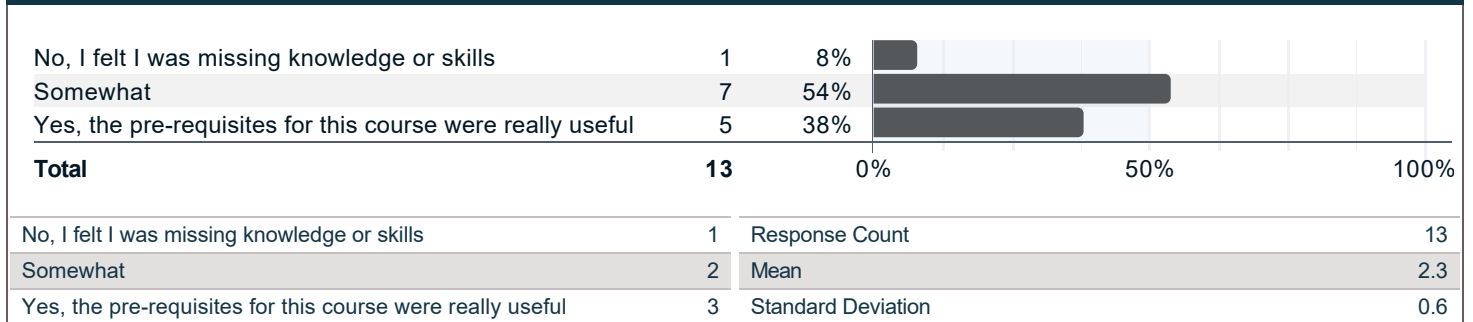 No, I felt I was missing knowledge or skills 1 8%
Somewhat 7 54%
Yes, the pre-requisites for this course were really useful 5 38%
Total 13 0% 50% 100%
No, I felt I was missing knowledge or skills 1 Response Count 13
Somewhat 2 Mean 2.3
Yes, the pre-requisites for this course were really useful 3 Standard Deviation 0.6